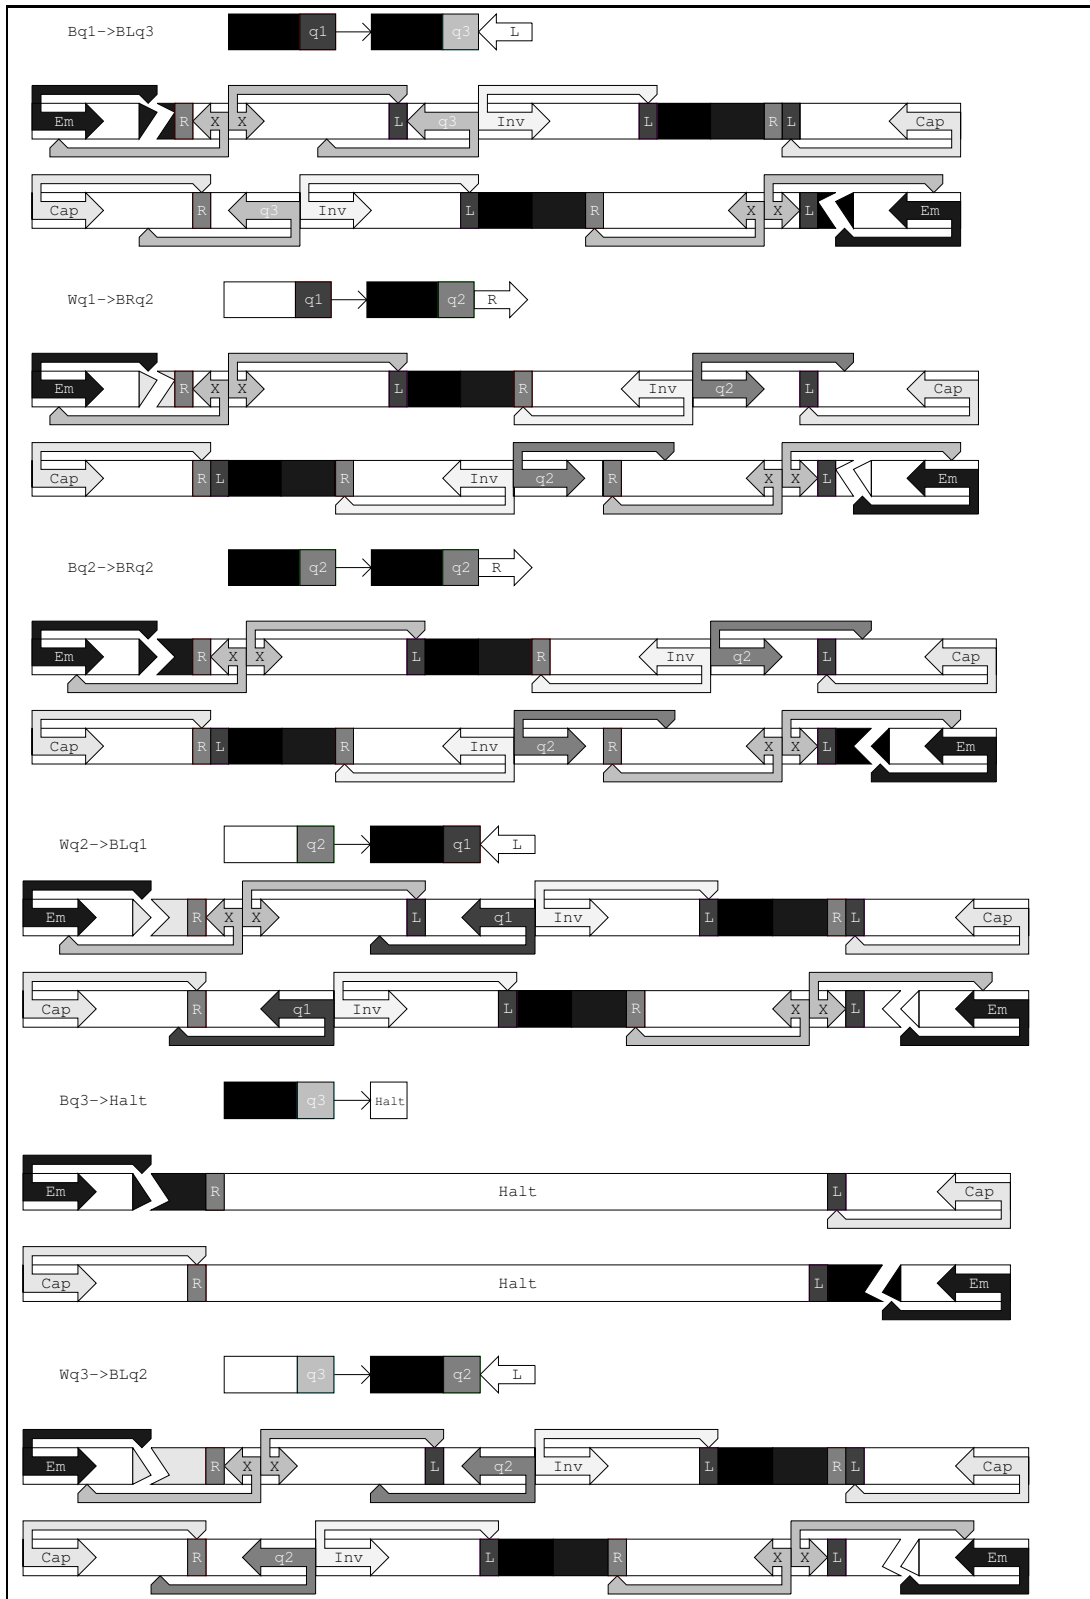 Bq1->BLq3 q1 q3 L
Em R X X L q3 Inv L R L Cap
Cap R q3 Inv L R X X L Em
Wq1->BRq2 q1 q2 R
Em R X X L R Inv q2 L Cap
Cap R L R Inv q2 R X X L Em
Bq2->BRq2 q2 q2 R
Em R X X L R Inv q2 L Cap
Cap R L R Inv q2 R X X L Em
Wq2->BLq1 q2 q1 L
Em R X X L q1 Inv L R L Cap
Cap R q1 Inv L R X X L Em
Bq3->Halt q3 Halt
Em R Halt L Cap
Cap R Halt L Em
Wq3->BLq2 q3 q2 L
Em R X X L q2 Inv L R L Cap
Cap R q2 Inv L R X X L Em